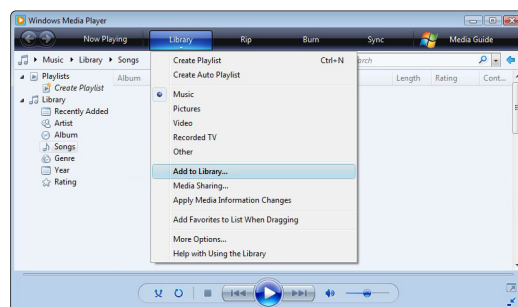 Windows Media Player
Now Playing
Library
Rip
Burn
Sync
Media Guide
Music ▸ Library ▸ Songs
Playlists
Create Playlist
Library
Recently Added
Artist
Album
Songs
Genre
Year
Rating
Album
Length
Rating
Cont...
Create Playlist Ctrl+N
Create Auto Playlist
Music
Pictures
Video
Recorded TV
Other
Add to Library...
Media Sharing...
Apply Media Information Changes
Add Favorites to List When Dragging
More Options...
Help with Using the Library